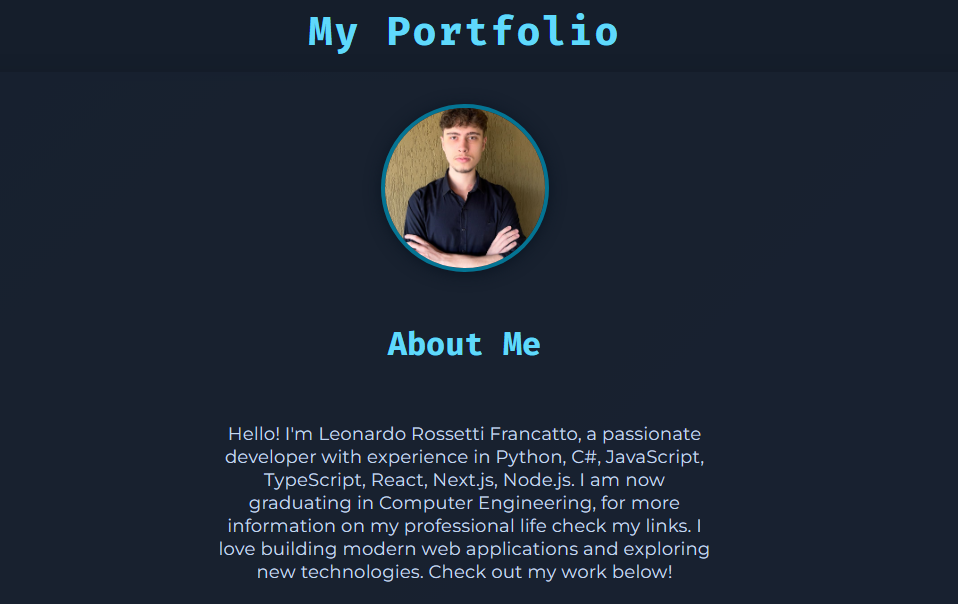 My Portfolio
About Me
Hello! I'm Leonardo Rossetti Francatto, a passionate
developer with experience in Python, C#, JavaScript,
TypeScript, React, Next.js, Node.js. I am now
graduating in Computer Engineering, for more
information on my professional life check my links. I
love building modern web applications and exploring
new technologies. Check out my work below!